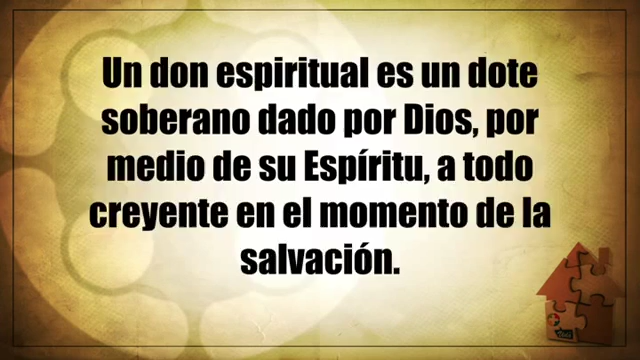 Un don espiritual es un dote
soberano dado por Dios, por
medio de su Espíritu, a todo
creyente en el momento de la
salvación.